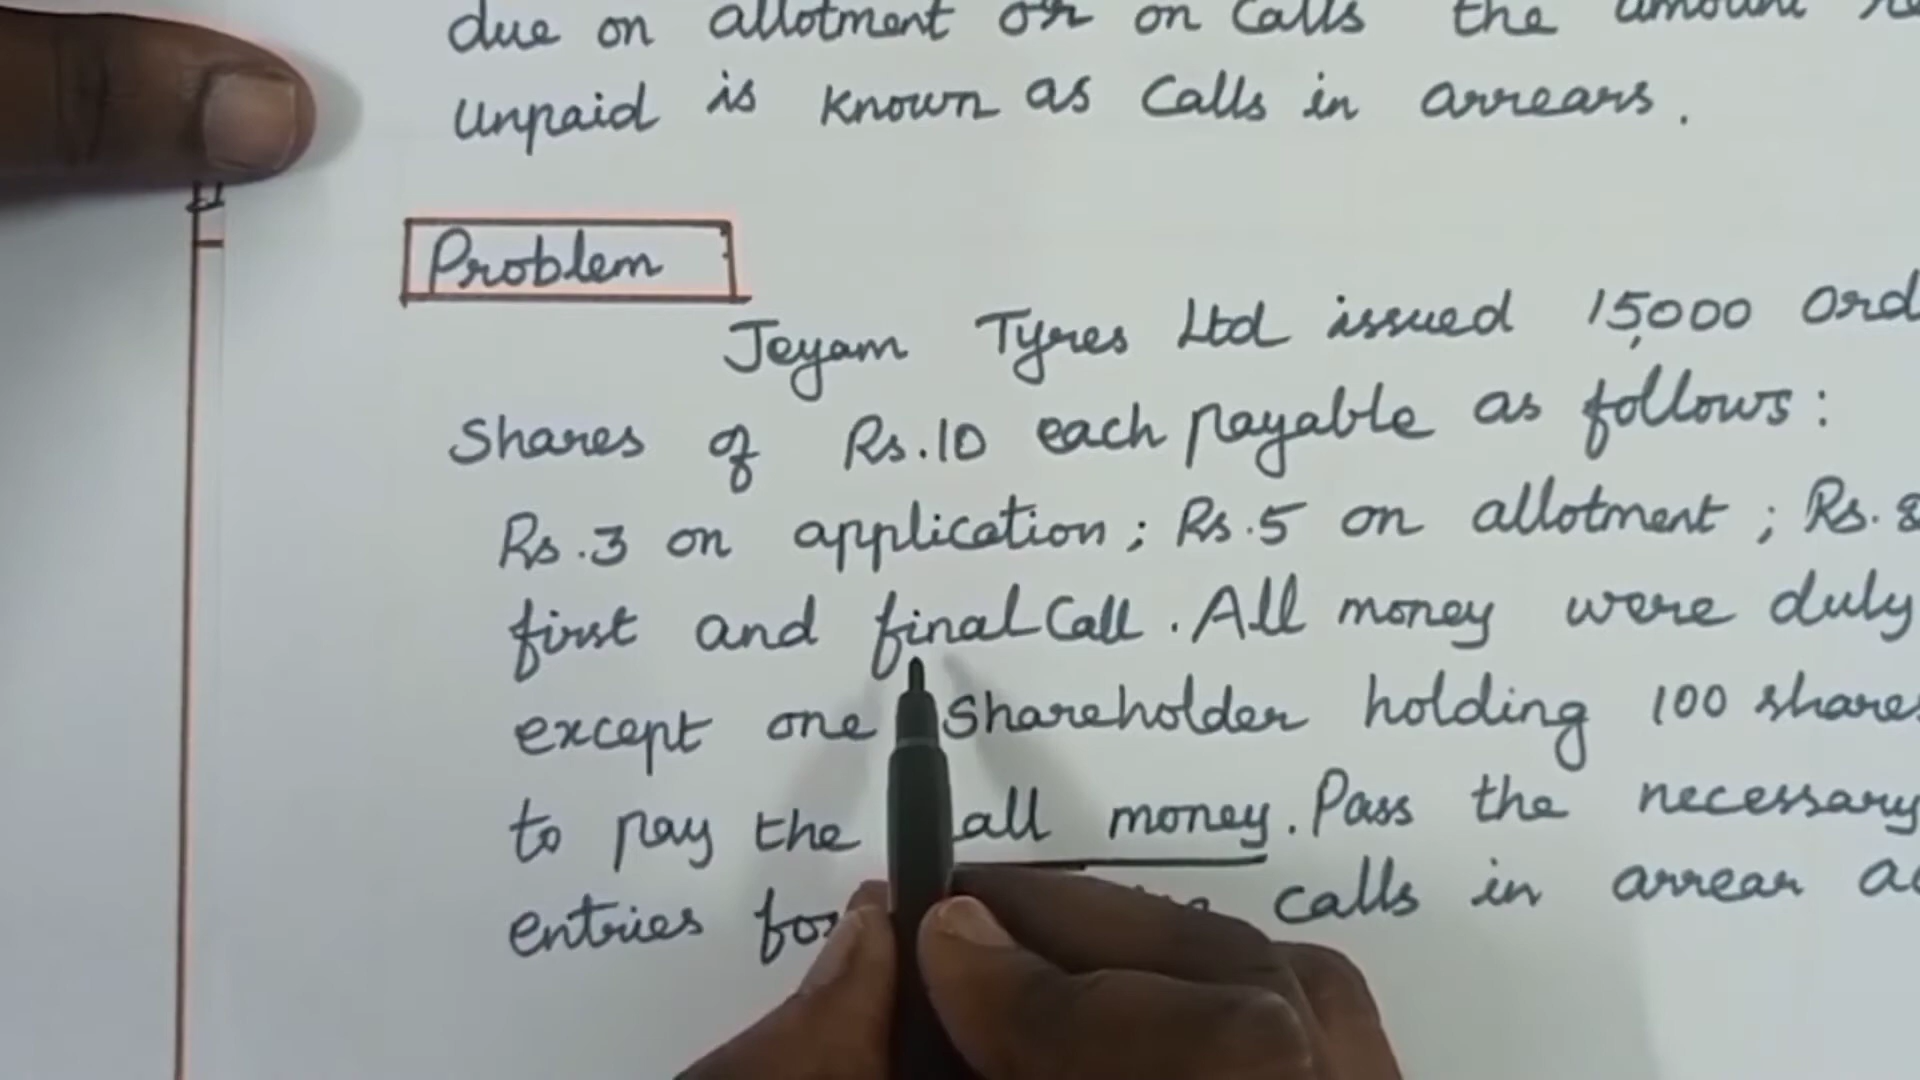 due on allotment or on calls the amount
unpaid is known as Calls in arrears.
Problem
Jeyam Tyres Ltd issued 15,000
Shares of Rs.10 each payable as follows:
Rs.3 on application; Rs.5 on allotment; Rs.
first and final Call. All money were duly
except one Shareholder holding 100 shares
to pay the money. Pass the necessary
entries calls in arrear